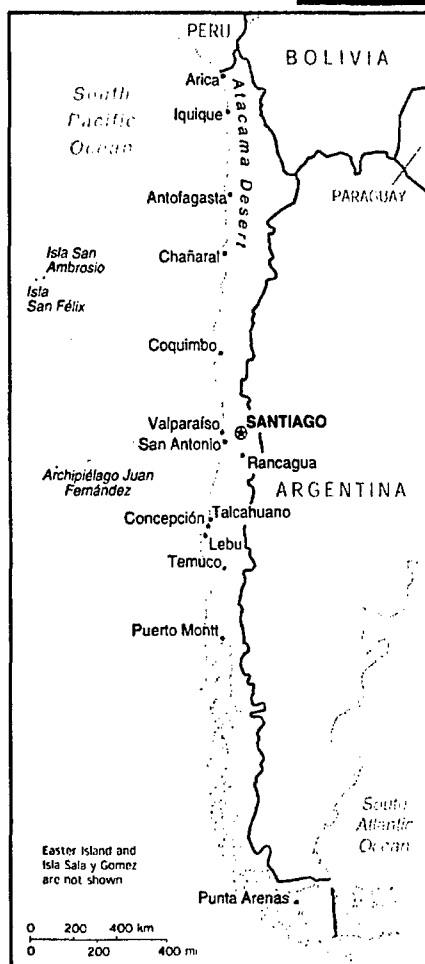 PERU
BOLIVIA
Arica
South
Pacific
Ocean
Iquique
Atacama Desert
PARAGUAY
Antofagasta
Isla San
Ambrosio
Chañaral
Isla
San Félix
Coquimbo
Valparaíso
SANTIAGO
San Antonio
Rancagua
Archipiélago Juan
Fernández
ARGENTINA
Concepción
Talcahuano
Lebu
Temuco
Puerto Montt
South
Atlantic
Ocean
Easter Island and
Isla Sala y Gomez
are not shown
Punta Arenas
0 200 400 km
0 200 400 mi